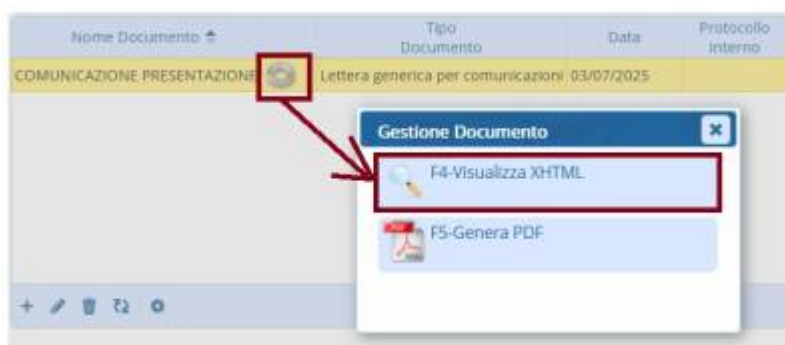 Nome Documento
Tipo
Documento
Data
Protocollo
Interno
COMUNICAZIONE PRESENTAZIONE
Lettera generica per comunicazioni
03/07/2025
Gestione Documento
F4-Visualizza XHTML
PDF
F5-Genera PDF